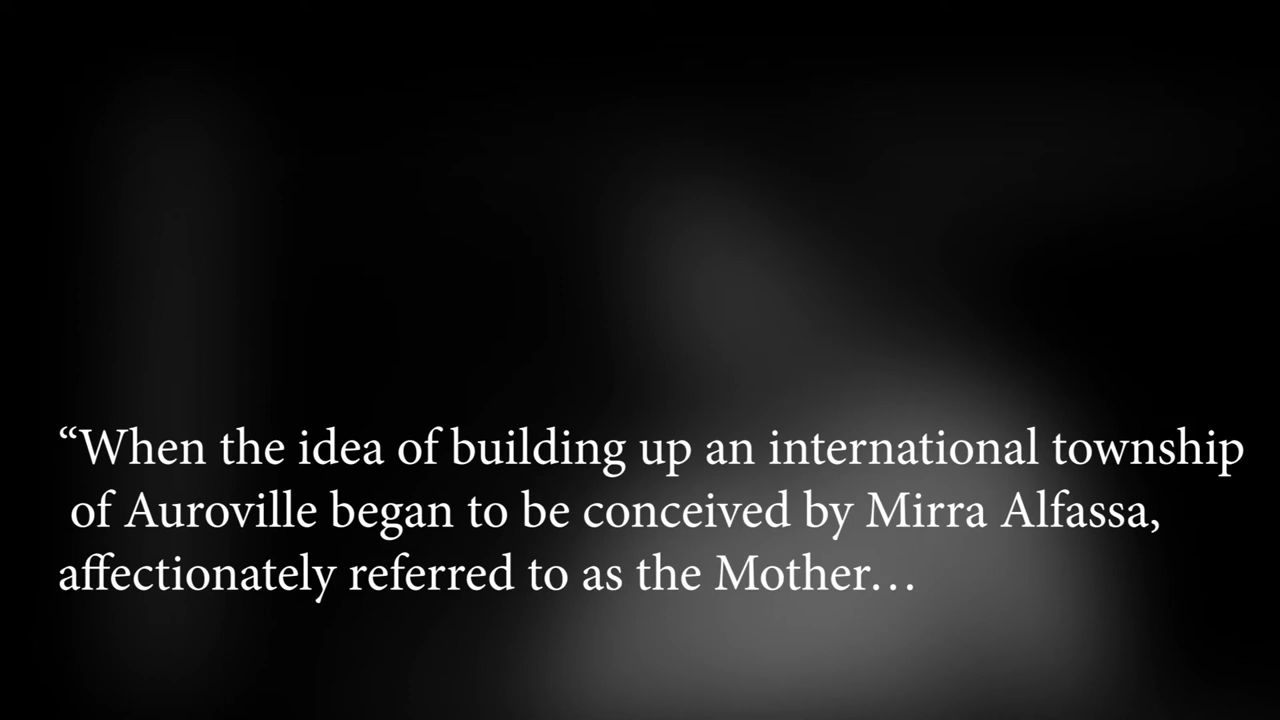 “When the idea of building up an international township
of Auroville began to be conceived by Mirra Alfassa,
affectionately referred to as the Mother…